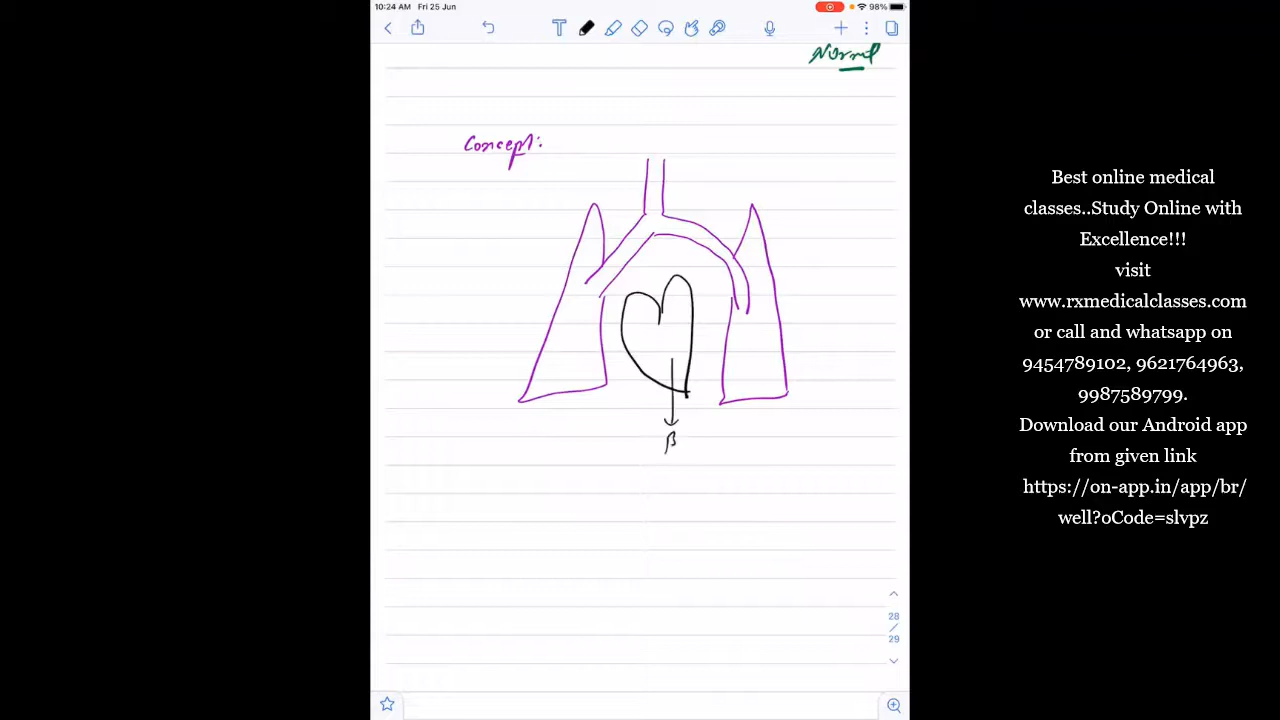 10:24 AM Fri 25 Jun
98%
T
Normal
Concept:
β
28
/
29
Best online medical
classes..Study Online with
Excellence!!!
visit
www.rxmedicalclasses.com
or call and whatsapp on
9454789102, 9621764963,
9987589799.
Download our Android app
from given link
https://on-app.in/app/br/
well?oCode=slvpz